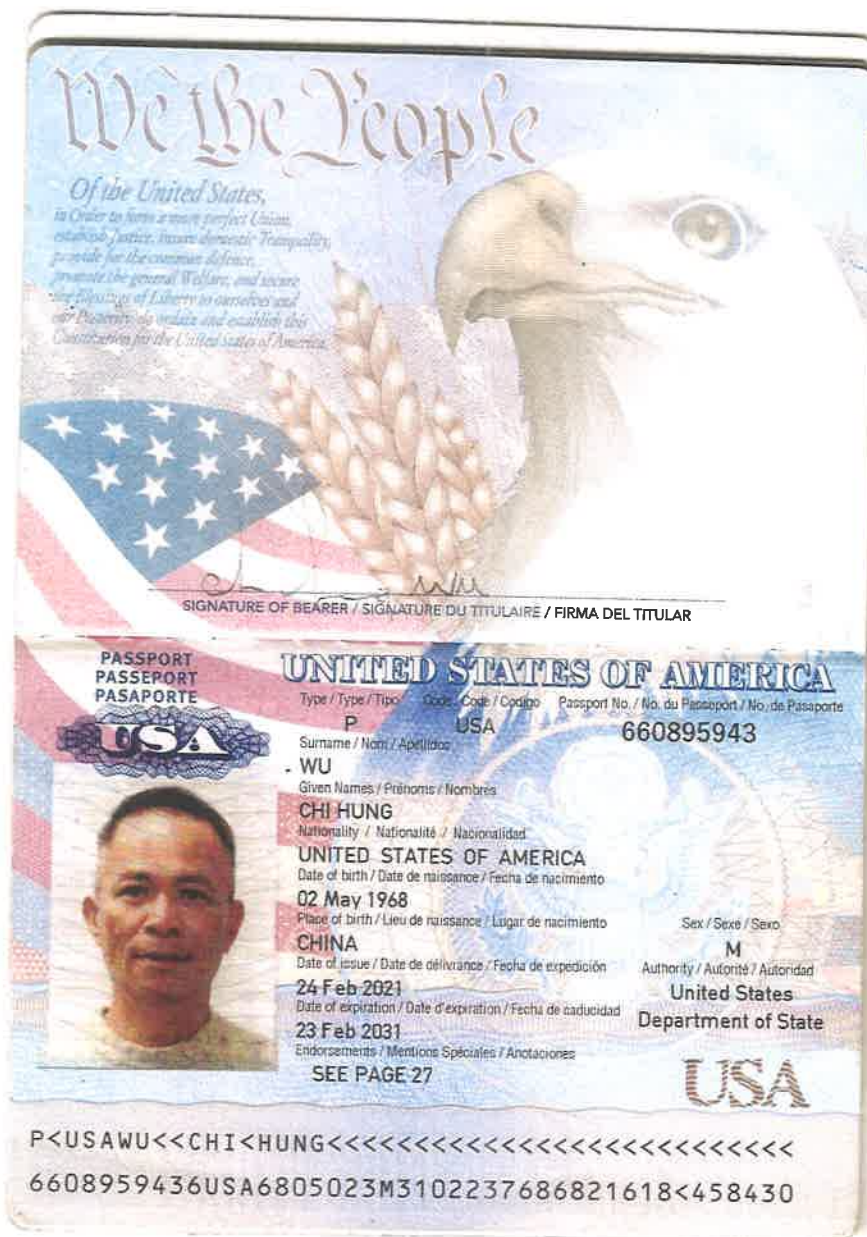 We the People
Of the United States,
in Order to form a more perfect Union,
establish Justice, insure domestic Tranquility,
provide for the common defence,
promote the general Welfare, and secure
the Blessings of Liberty to ourselves and
our Posterity, do ordain and establish this
Constitution for the United States of America.
SIGNATURE OF BEARER / SIGNATURE DU TITULAIRE / FIRMA DEL TITULAR
PASSPORT
PASSEPORT
PASAPORTE
USA
UNITED STATES OF AMERICA
Type / Type / Tipo Code / Code / Codigo Passport No. / No. du Passeport / No. de Pasaporte
P USA 660895943
Surname / Nom / Apellidos
WU
Given Names / Prénoms / Nombres
CHI HUNG
Nationality / Nationalité / Nacionalidad
UNITED STATES OF AMERICA
Date of birth / Date de naissance / Fecha de nacimiento
02 May 1968
Place of birth / Lieu de naissance / Lugar de nacimiento Sex / Sexe / Sexo
CHINA M
Date of issue / Date de délivrance / Fecha de expedición Authority / Autorité / Autoridad
24 Feb 2021 United States
Date of expiration / Date d'expiration / Fecha de caducidad Department of State
23 Feb 2031
Endorsements / Mentions Spéciales / Anotaciones
SEE PAGE 27
USA
P<USAWU<<CHI<HUNG<<<<<<<<<<<<<<<<<<<<<<<<<<<
6608959436USA6805023M3102237686821618<458430